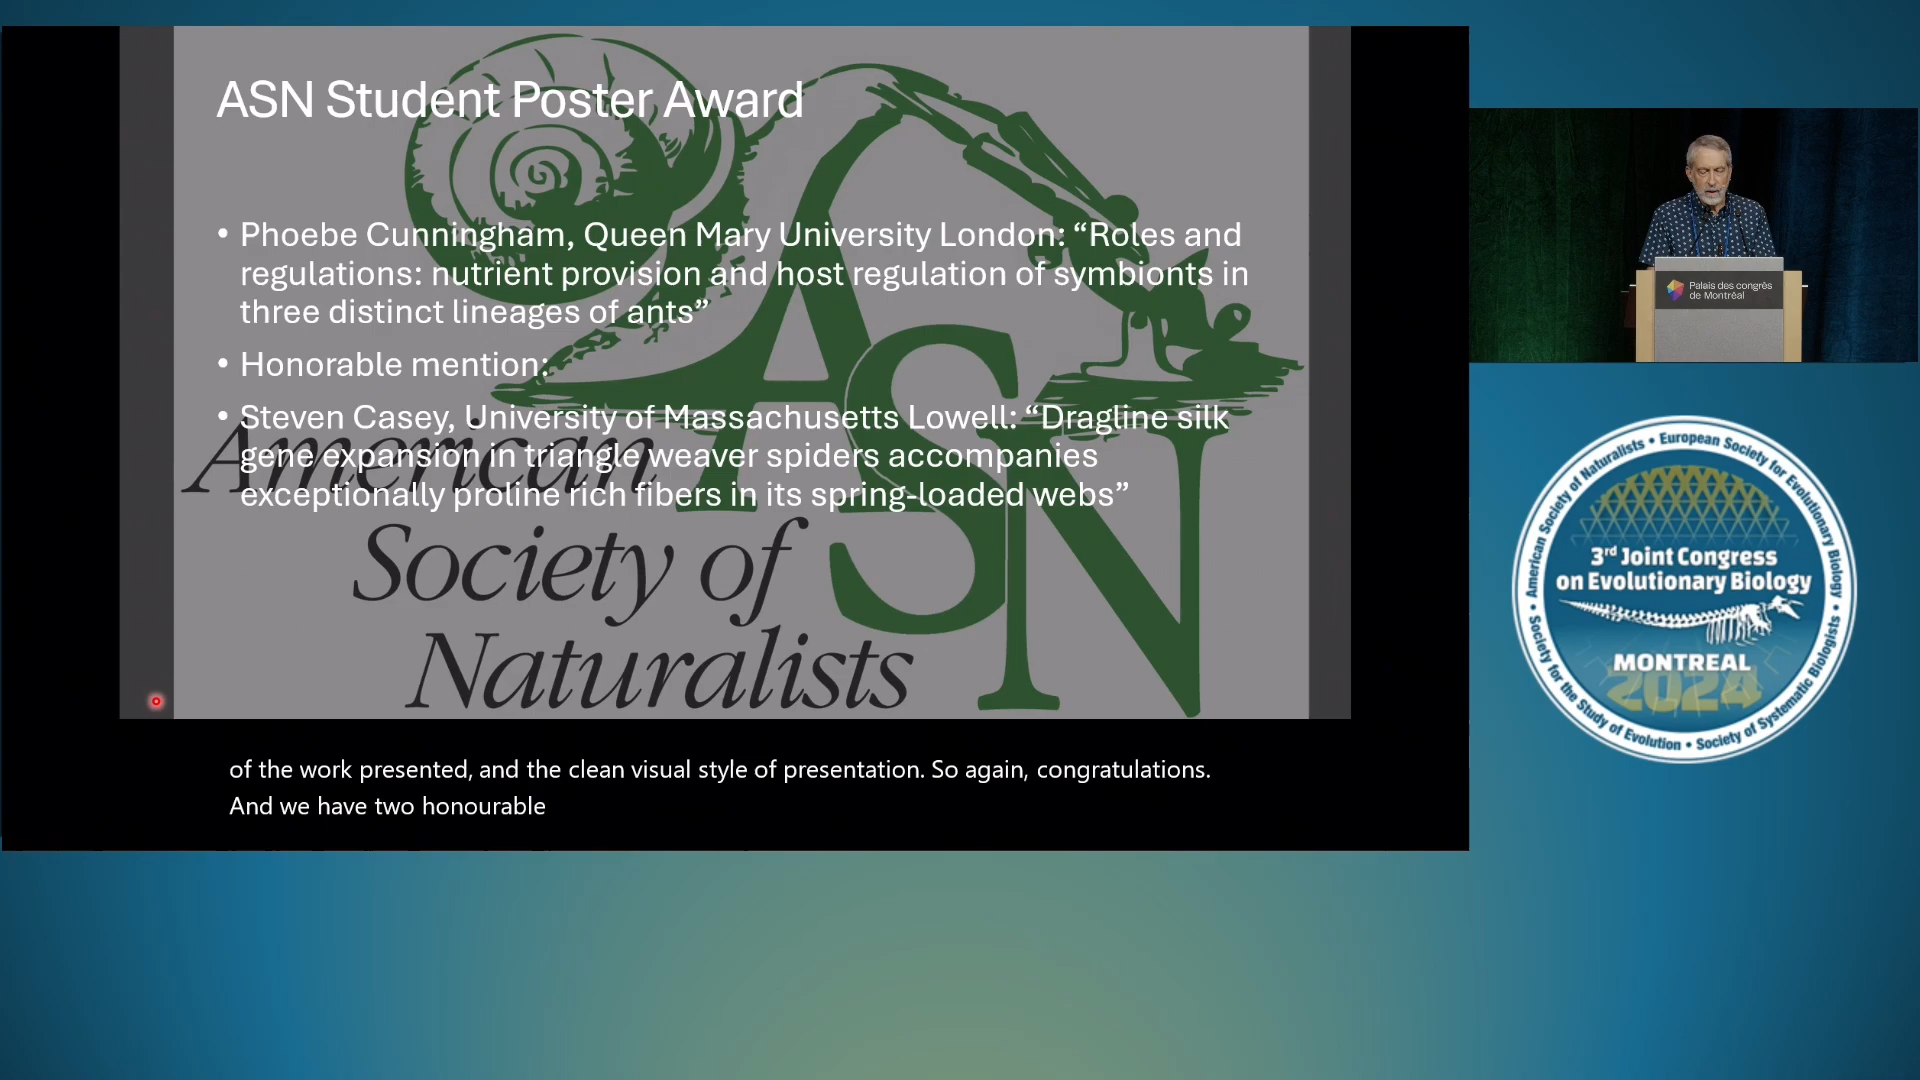 ASN Student Poster Award
• Phoebe Cunningham, Queen Mary University London: “Roles and
regulations: nutrient provision and host regulation of symbionts in
three distinct lineages of ants”
• Honorable mention:
• Steven Casey, University of Massachusetts Lowell: “Dragline silk
gene expansion in triangle weaver spiders accompanies
exceptionally proline rich fibers in its spring-loaded webs”
ASN
American
Society of
Naturalists
of the work presented, and the clean visual style of presentation. So again, congratulations.
And we have two honourable
Palais des congrès
de Montréal
American Society of Naturalists • European Society for Evolutionary Biology •
Society for the Study of Evolution • Society of Systematic Biologists •
3rd Joint Congress
on Evolutionary Biology
MONTREAL
2024